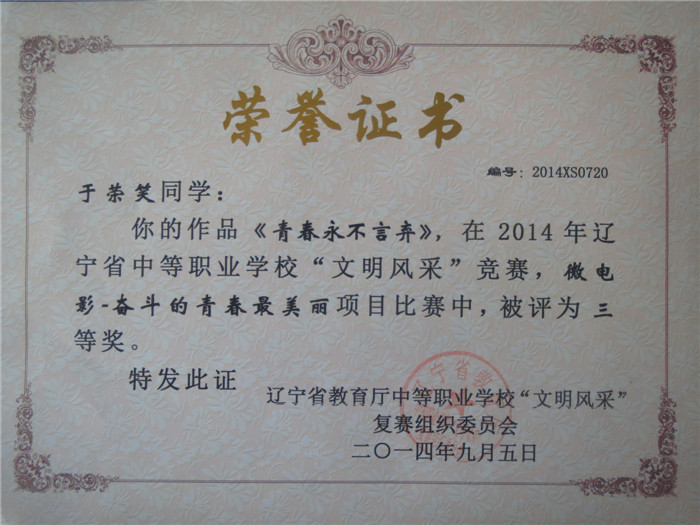 荣誉证书
编号：2014XS0720
于荣笑同学：
你的作品《青春永不言弃》，在2014年辽
宁省中等职业学校“文明风采”竞赛，微电
影-奋斗的青春最美丽项目比赛中，被评为 三
等奖。
特发此证
辽宁省教育厅中等职业学校“文明风采”
复赛组织委员会
二〇一四年九月五日